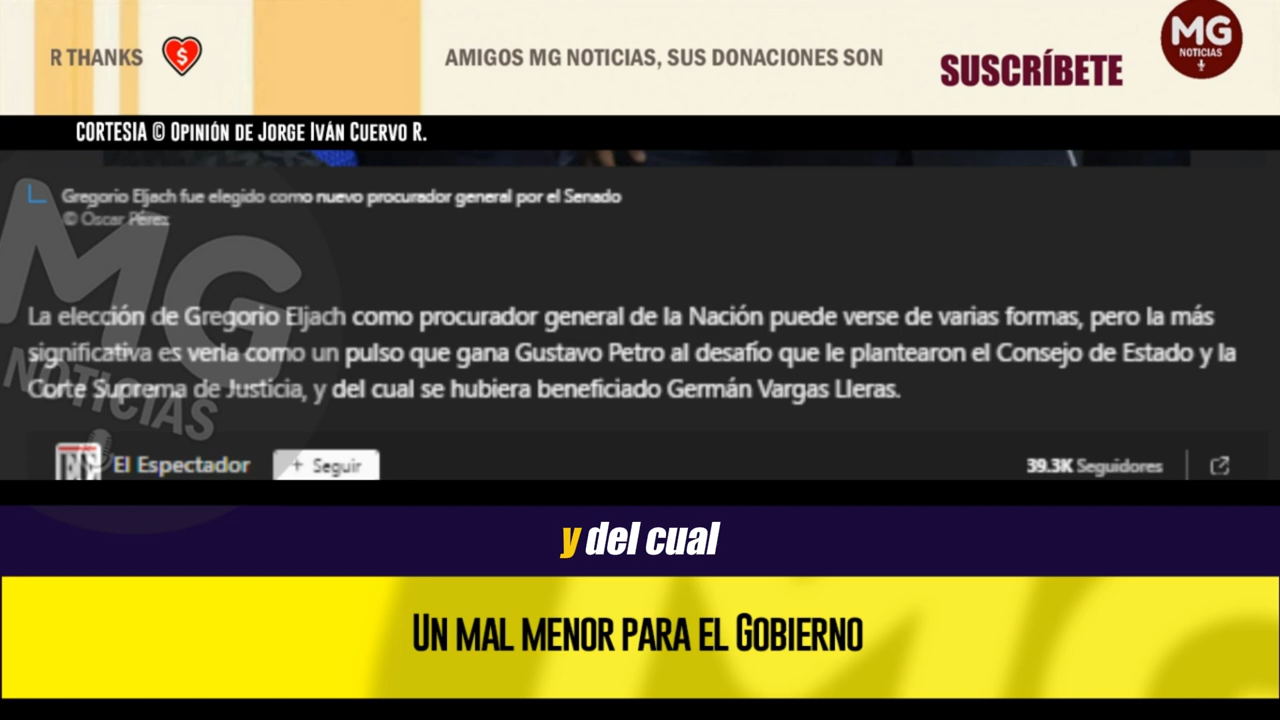 R THANKS
AMIGOS MG NOTICIAS, SUS DONACIONES SON
SUSCRÍBETE
MG
NOTICIAS
CORTESIA © OPINIÓN DE JORGE IVÁN CUERVO R.
Gregorio Eljach fue elegido como nuevo procurador general por el Senado
© Oscar Pérez
La elección de Gregorio Eljach como procurador general de la Nación puede verse de varias formas, pero la más
significativa es verla como un pulso que gana Gustavo Petro al desafío que le plantearon el Consejo de Estado y la
Corte Suprema de Justicia, y del cual se hubiera beneficiado Germán Vargas Lleras.
MG
NOTICIAS
EE El Espectador + Seguir 39.3K Seguidores
y del cual
UN MAL MENOR PARA EL GOBIERNO